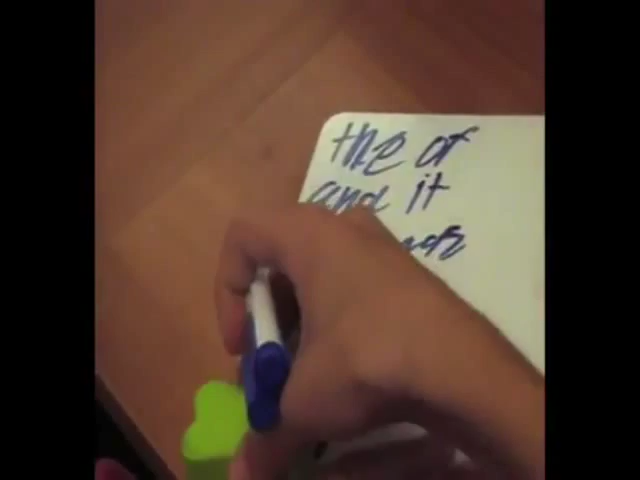 the of
and it